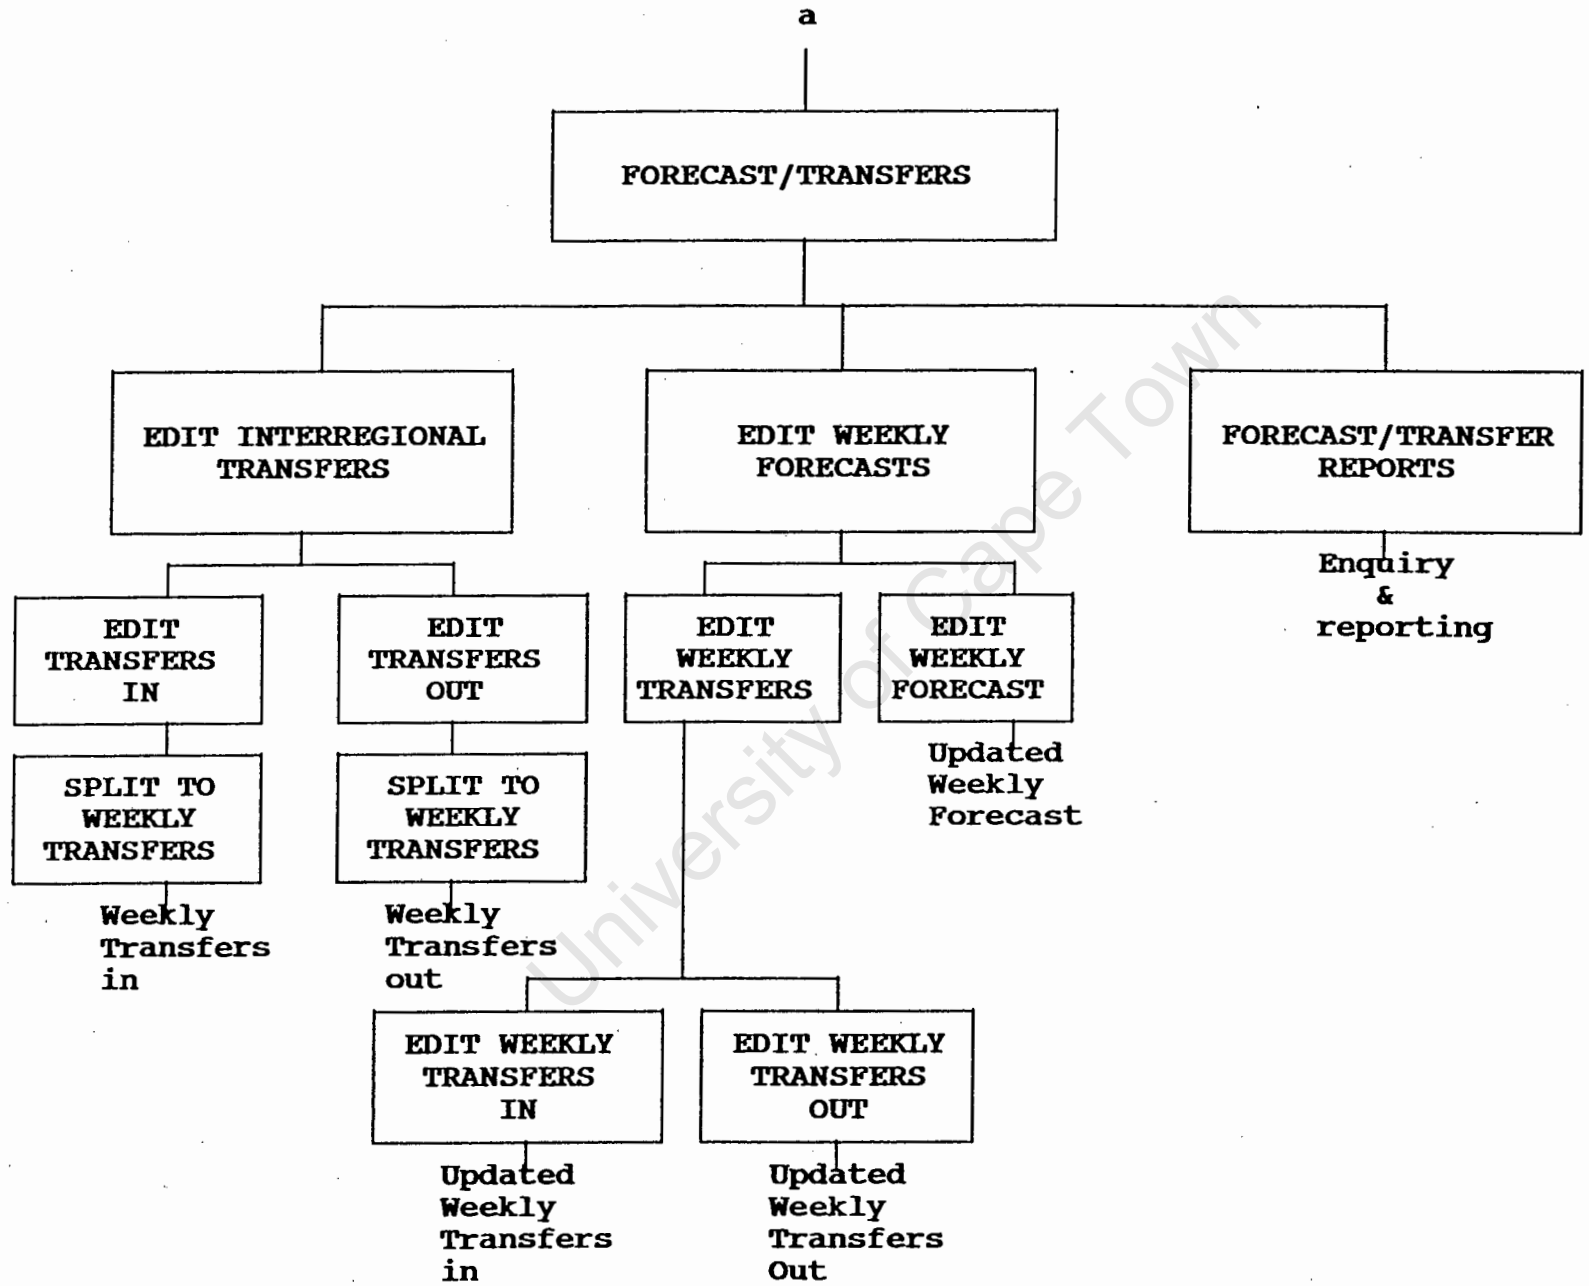 a
FORECAST/TRANSFERS
EDIT INTERREGIONAL
TRANSFERS
EDIT WEEKLY
FORECASTS
FORECAST/TRANSFER
REPORTS
Enquiry
&
reporting
EDIT
TRANSFERS
IN
EDIT
TRANSFERS
OUT
EDIT
WEEKLY
TRANSFERS
EDIT
WEEKLY
FORECAST
Updated
Weekly
Forecast
SPLIT TO
WEEKLY
TRANSFERS
SPLIT TO
WEEKLY
TRANSFERS
Weekly
Transfers
in
Weekly
Transfers
out
EDIT WEEKLY
TRANSFERS
IN
EDIT WEEKLY
TRANSFERS
OUT
Updated
Weekly
Transfers
in
Updated
Weekly
Transfers
Out
University of Cape Town